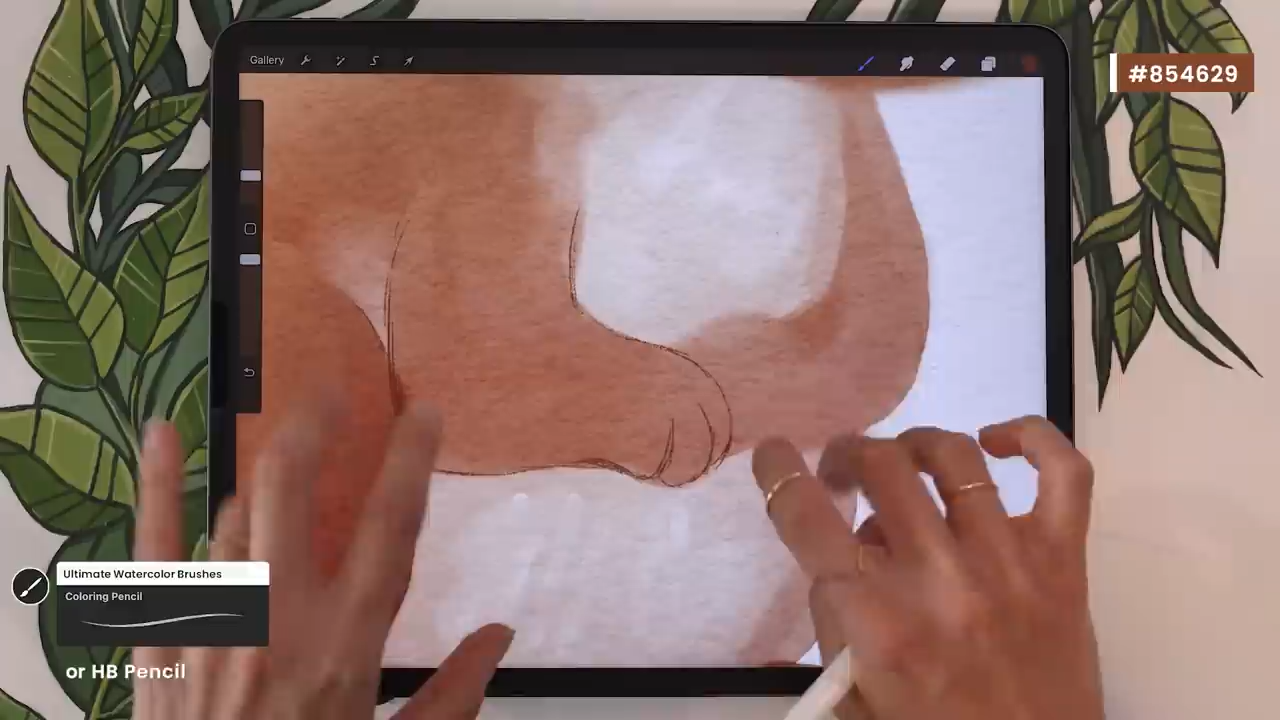 Gallery
#854629
Ultimate Watercolor Brushes
Coloring Pencil
or HB Pencil